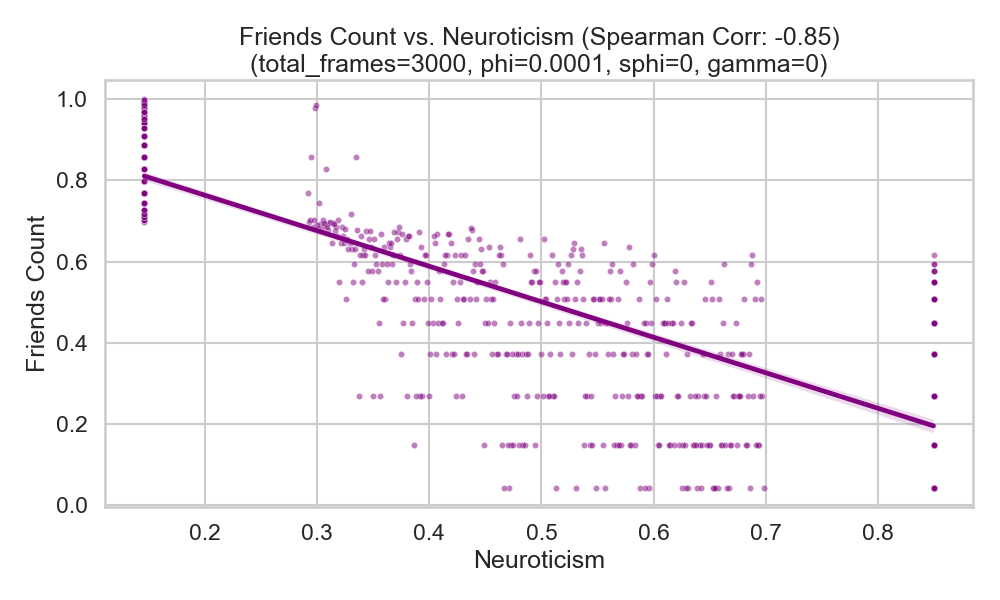 Friends Count vs. Neuroticism (Spearman Corr: -0.85)
(total_frames=3000, phi=0.0001, sphi=0, gamma=0)
Friends Count
1.0
0.8
0.6
0.4
0.2
0.0
0.2 0.3 0.4 0.5 0.6 0.7 0.8
Neuroticism